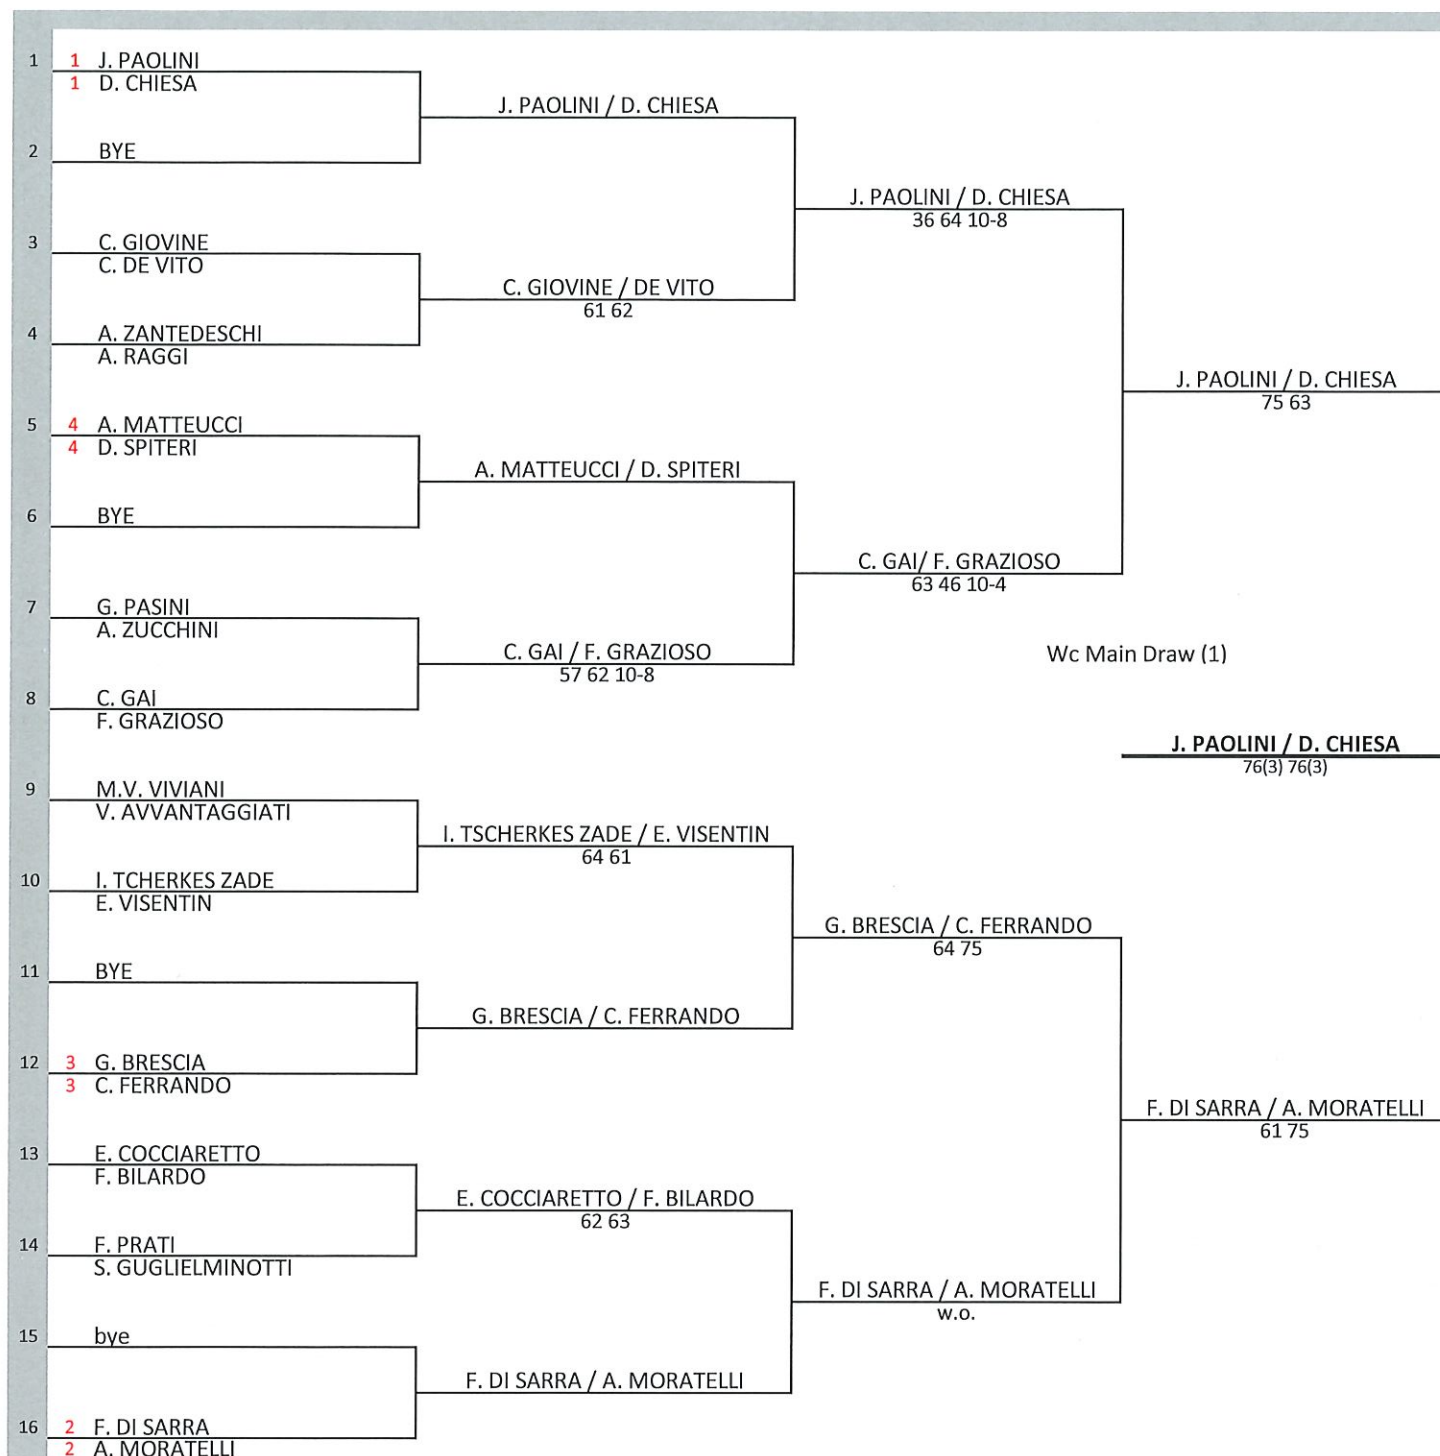 1 1 J. PAOLINI
1 D. CHIESA
J. PAOLINI / D. CHIESA
2 BYE
J. PAOLINI / D. CHIESA
36 64 10-8
3 C. GIOVINE
C. DE VITO
C. GIOVINE / DE VITO
61 62
4 A. ZANTEDESCHI
A. RAGGI
J. PAOLINI / D. CHIESA
75 63
5 4 A. MATTEUCCI
4 D. SPITERI
A. MATTEUCCI / D. SPITERI
6 BYE
C. GAI/ F. GRAZIOSO
63 46 10-4
7 G. PASINI
A. ZUCCHINI
C. GAI / F. GRAZIOSO
57 62 10-8
Wc Main Draw (1)
8 C. GAI
F. GRAZIOSO
J. PAOLINI / D. CHIESA
76(3) 76(3)
9 M.V. VIVIANI
V. AVVANTAGGIATI
I. TSCHERKES ZADE / E. VISENTIN
64 61
10 I. TCHERKES ZADE
E. VISENTIN
G. BRESCIA / C. FERRANDO
64 75
11 BYE
G. BRESCIA / C. FERRANDO
12 3 G. BRESCIA
3 C. FERRANDO
F. DI SARRA / A. MORATELLI
61 75
13 E. COCCIARETTO
F. BILARDO
E. COCCIARETTO / F. BILARDO
62 63
14 F. PRATI
S. GUGLIELMINOTTI
F. DI SARRA / A. MORATELLI
w.o.
15 bye
F. DI SARRA / A. MORATELLI
16 2 F. DI SARRA
2 A. MORATELLI